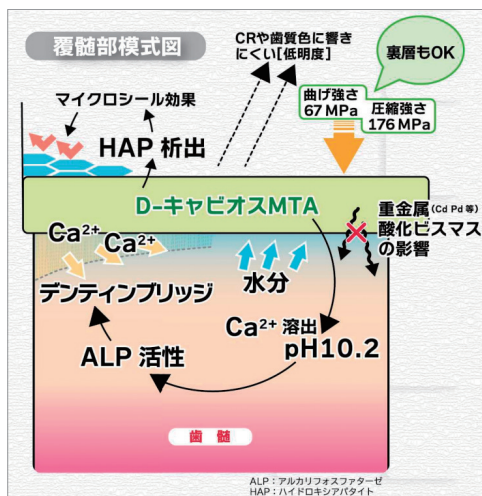 覆髄部模式図
CRや歯質色に響き
にくい[低明度]
裏層もOK
曲げ強さ
67 MPa
圧縮強さ
176 MPa
マイクロシール効果
HAP 析出
D-キャビオスMTA
重金属(Cd Pd 等)
酸化ビスマス
の影響
Ca²⁺
Ca²⁺
デンティンブリッジ
水分
Ca²⁺ 溶出
pH10.2
ALP 活性
歯 髄
ALP:アルカリフォスファターゼ
HAP:ハイドロキシアパタイト